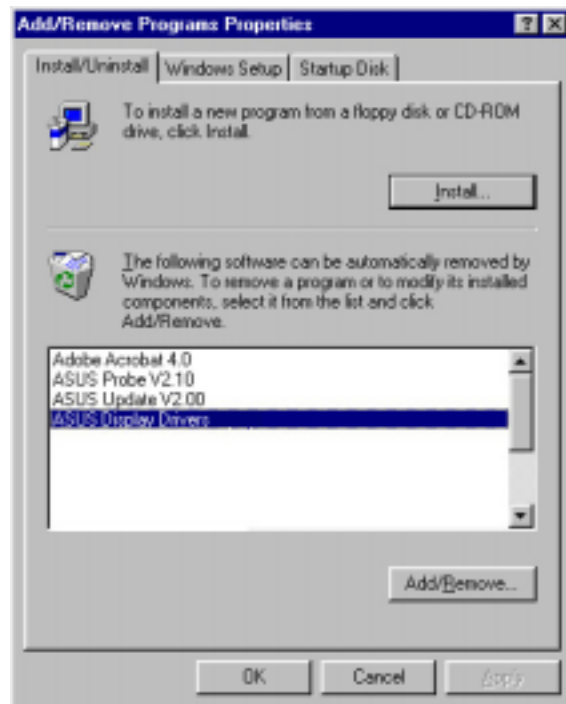 Add/Remove Programs Properties
Install/Uninstall
Windows Setup
Startup Disk
To install a new program from a floppy disk or CD-ROM
drive, click Install.
Install...
The following software can be automatically removed by
Windows. To remove a program or to modify its installed
components, select it from the list and click
Add/Remove.
Adobe Acrobat 4.0
ASUS Probe V2.10
ASUS Update V2.00
ASUS Display Drivers
Add/Remove...
OK
Cancel
Apply